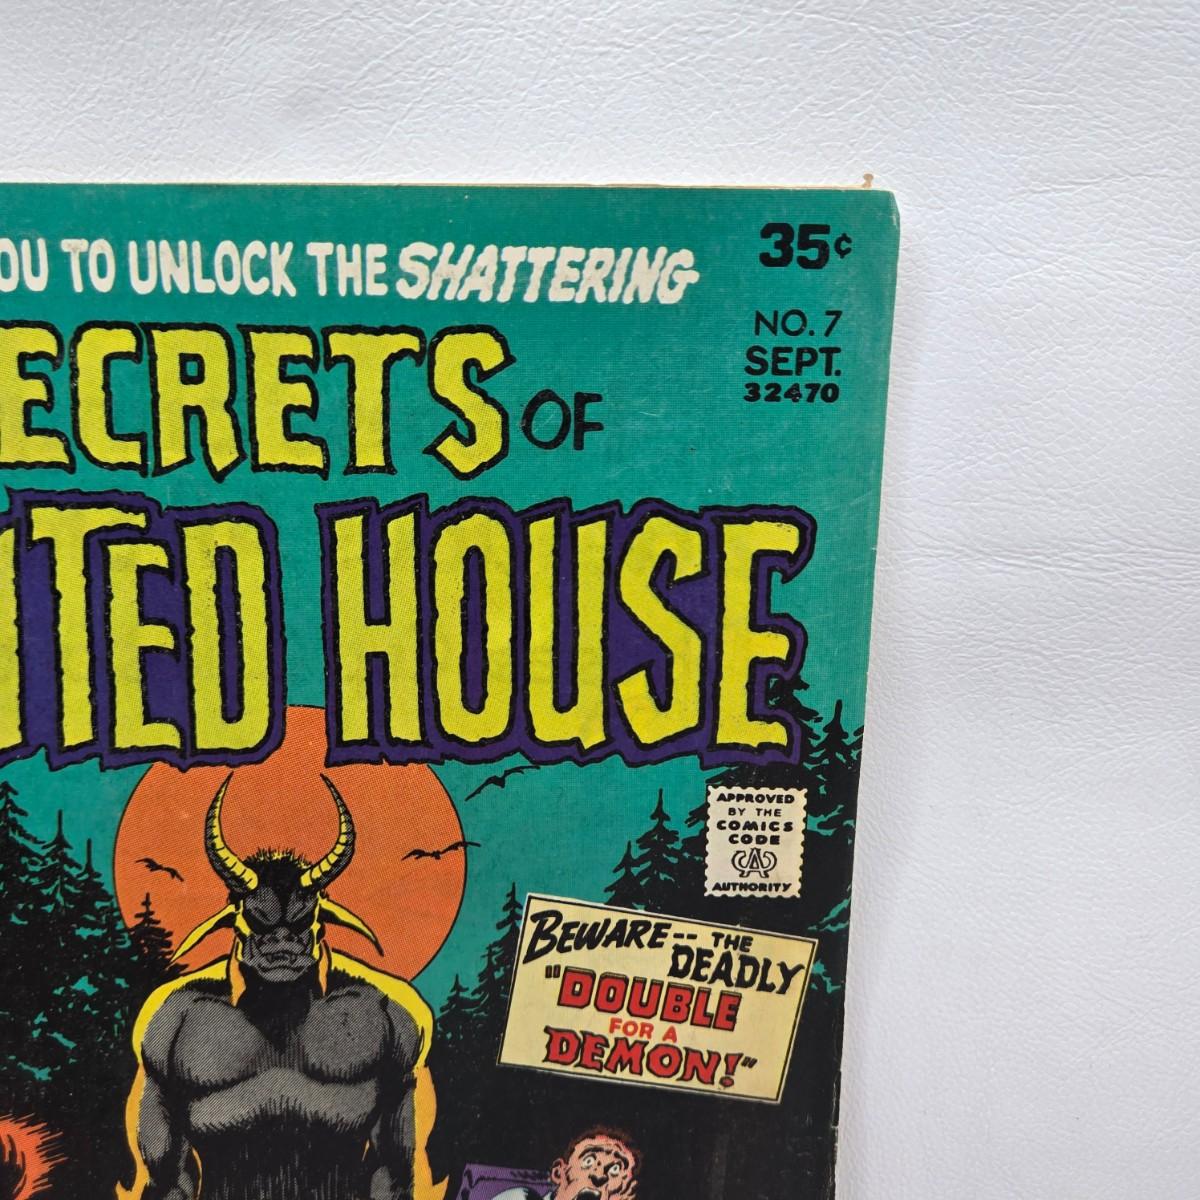 OU TO UNLOCK THE SHATTERING
35¢
NO. 7
SEPT.
32470
ECRETS OF
TED HOUSE
APPROVED
BY THE
COMICS
CODE
CA
AUTHORITY
BEWARE-- THE
DEADLY
"DOUBLE
FOR A
DEMON!"